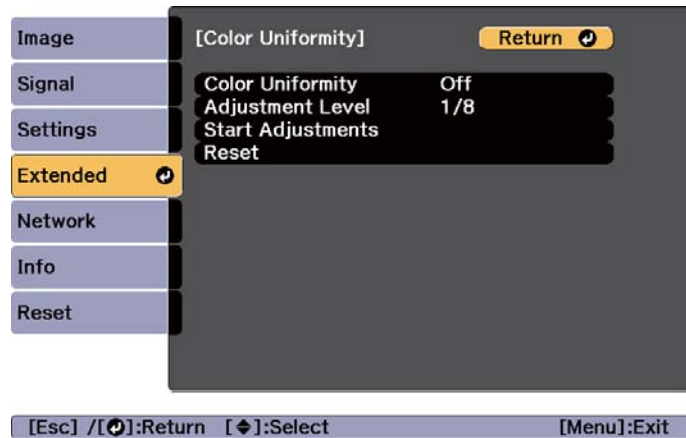 Image
Signal
Settings
Extended
Network
Info
Reset
[Color Uniformity]
Return
Color Uniformity Off
Adjustment Level 1/8
Start Adjustments
Reset
[Esc] /[ ]:Return [ ]:Select [Menu]:Exit